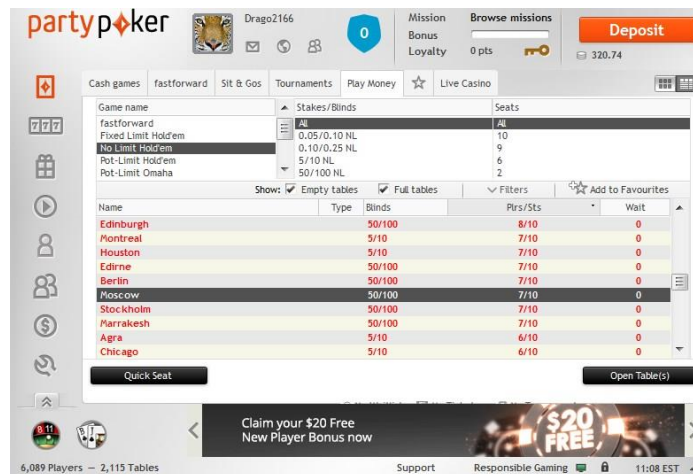 partypoker
Drago2166
0
Mission
Bonus
Loyalty
Browse missions
0 pts
Deposit
320.74
Cash games fastforward Sit & Gos Tournaments Play Money Live Casino
Game name Stakes/Blinds Seats
fastforward All All
Fixed Limit Hold'em 0.05/0.10 NL 10
No Limit Hold'em 0.10/0.25 NL 9
Pot-Limit Hold'em 5/10 NL 6
Pot-Limit Omaha 50/100 NL 2
Show: Empty tables Full tables Filters Add to Favourites
Name Type Blinds Plrs/Sts Wait
Edinburgh 50/100 8/10 0
Montreal 5/10 7/10 0
Houston 5/10 7/10 0
Edirne 50/100 7/10 0
Berlin 50/100 7/10 0
Moscow 50/100 7/10 0
Stockholm 50/100 7/10 0
Marrakesh 50/100 7/10 0
Agra 5/10 6/10 0
Chicago 5/10 6/10 0
Quick Seat Open Table(s)
777
Claim your $20 Free
New Player Bonus now
$20
FREE
6,089 Players — 2,115 Tables Support Responsible Gaming 11:08 EST